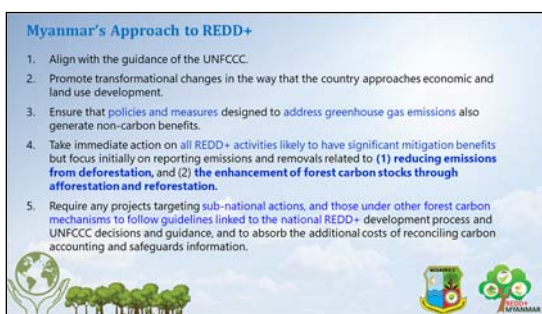 Myanmar's Approach to REDD+
1. Align with the guidance of the UNFCCC.
2. Promote transformational changes in the way that the country approaches economic and
land use development.
3. Ensure that policies and measures designed to address greenhouse gas emissions also
generate non-carbon benefits.
4. Take immediate action on all REDD+ activities likely to have significant mitigation benefits
but focus initially on reporting emissions and removals related to (1) reducing emissions
from deforestation, and (2) the enhancement of forest carbon stocks through
afforestation and reforestation.
5. Require any projects targeting sub-national actions, and those under other forest carbon
mechanisms to follow guidelines linked to the national REDD+ development process and
UNFCCC decisions and guidance, and to absorb the additional costs of reconciling carbon
accounting and safeguards information.
REDD+
MYANMAR